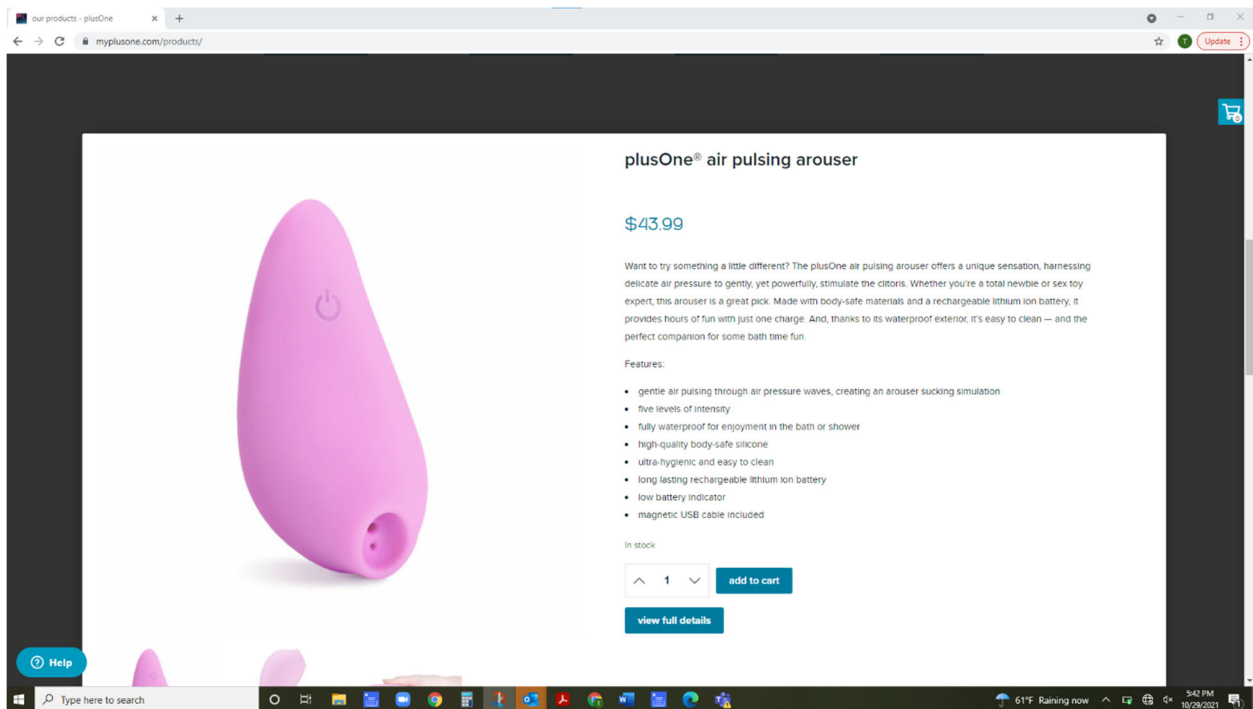 our products - plusOne
myplusone.com/products/
T
Update
0
plusOne® air pulsing arouser
$43.99
Want to try something a little different? The plusOne air pulsing arouser offers a unique sensation, harnessing
delicate air pressure to gently, yet powerfully, stimulate the clitoris. Whether you're a total newbie or sex toy
expert, this arouser is a great pick. Made with body-safe materials and a rechargeable lithium ion battery, it
provides hours of fun with just one charge. And, thanks to its waterproof exterior, it's easy to clean — and the
perfect companion for some bath time fun.
Features:
• gentle air pulsing through air pressure waves, creating an arouser sucking simulation
• five levels of intensity
• fully waterproof for enjoyment in the bath or shower
• high-quality body-safe silicone
• ultra-hygienic and easy to clean
• long lasting rechargeable lithium ion battery
• low battery indicator
• magnetic USB cable included
In stock
1
add to cart
view full details
Help
Type here to search
61°F Raining now
5:42 PM
10/29/2021